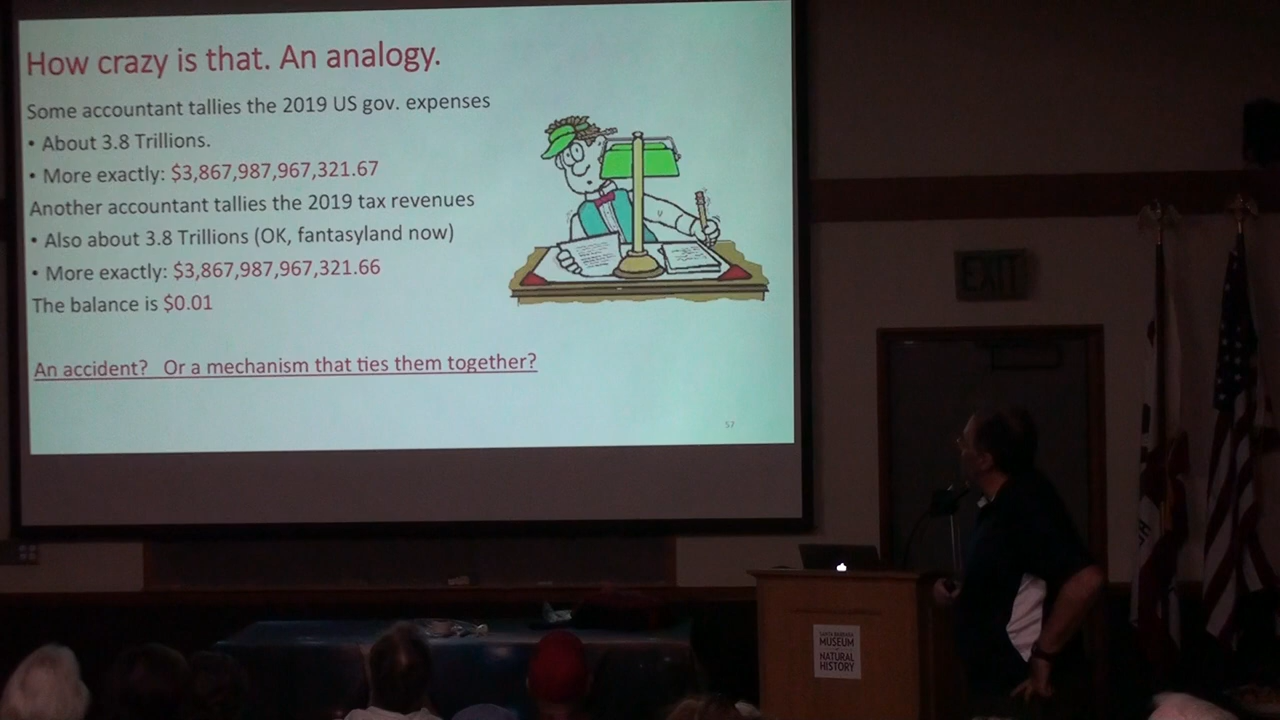 How crazy is that. An analogy.
Some accountant tallies the 2019 US gov. expenses
• About 3.8 Trillions.
• More exactly: $3,867,987,967,321.67
Another accountant tallies the 2019 tax revenues
• Also about 3.8 Trillions (OK, fantasyland now)
• More exactly: $3,867,987,967,321.66
The balance is $0.01
An accident? Or a mechanism that ties them together?
57
EXIT
SANTA BARBARA
MUSEUM
NATURAL
HISTORY